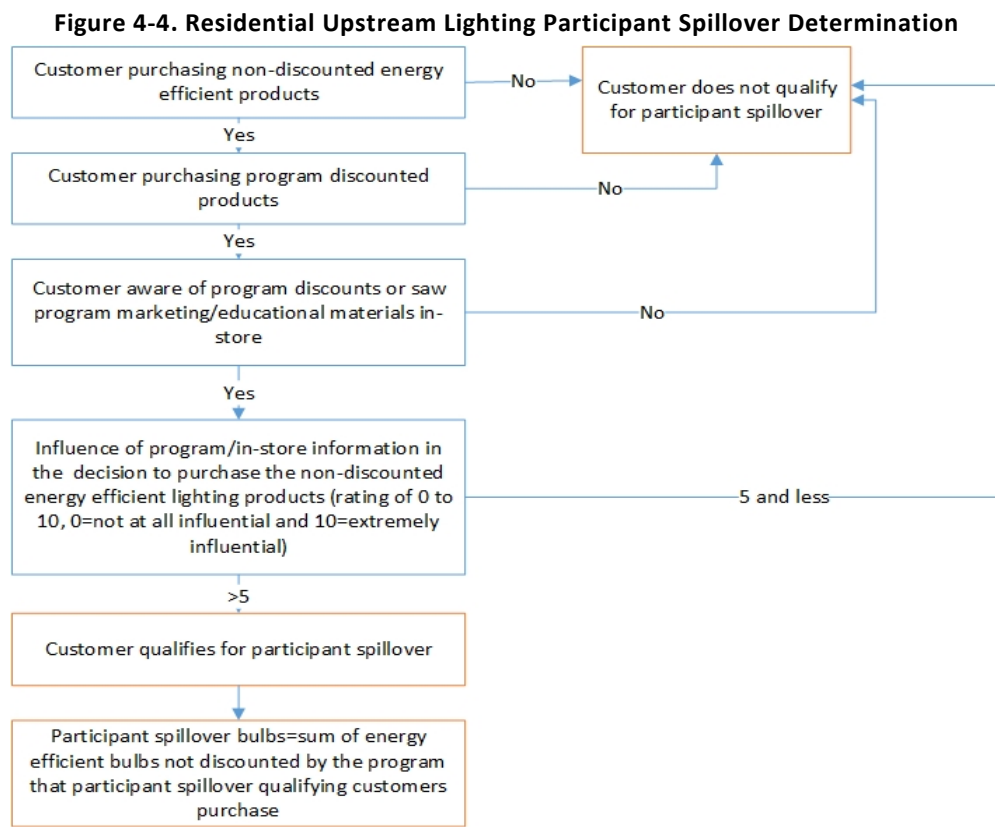 Figure 4-4. Residential Upstream Lighting Participant Spillover Determination
Customer purchasing non-discounted energy
efficient products
No
Customer does not qualify
for participant spillover
Yes
Customer purchasing program discounted
products
No
Yes
Customer aware of program discounts or saw
program marketing/educational materials in-
store
No
Yes
Influence of program/in-store information in
the decision to purchase the non-discounted
energy efficient lighting products (rating of 0 to
10, 0=not at all influential and 10=extremely
influential)
5 and less
>5
Customer qualifies for participant spillover
Participant spillover bulbs=sum of energy
efficient bulbs not discounted by the program
that participant spillover qualifying customers
purchase